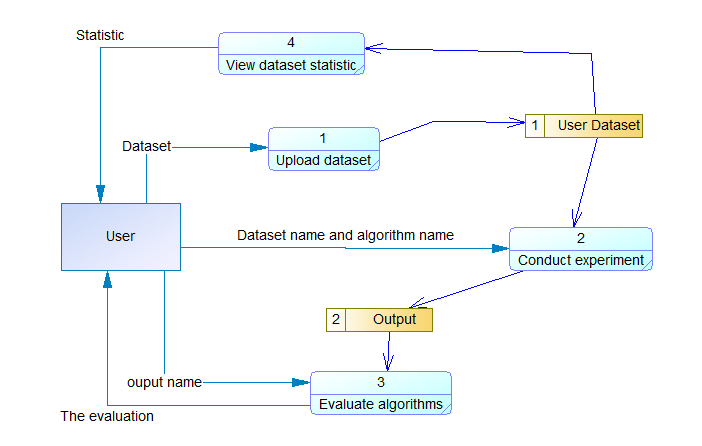 Statistic
4
View dataset statistic
1
User Dataset
Dataset
1
Upload dataset
User
Dataset name and algorithm name
2
Conduct experiment
2
Output
ouput name
3
Evaluate algorithms
The evaluation